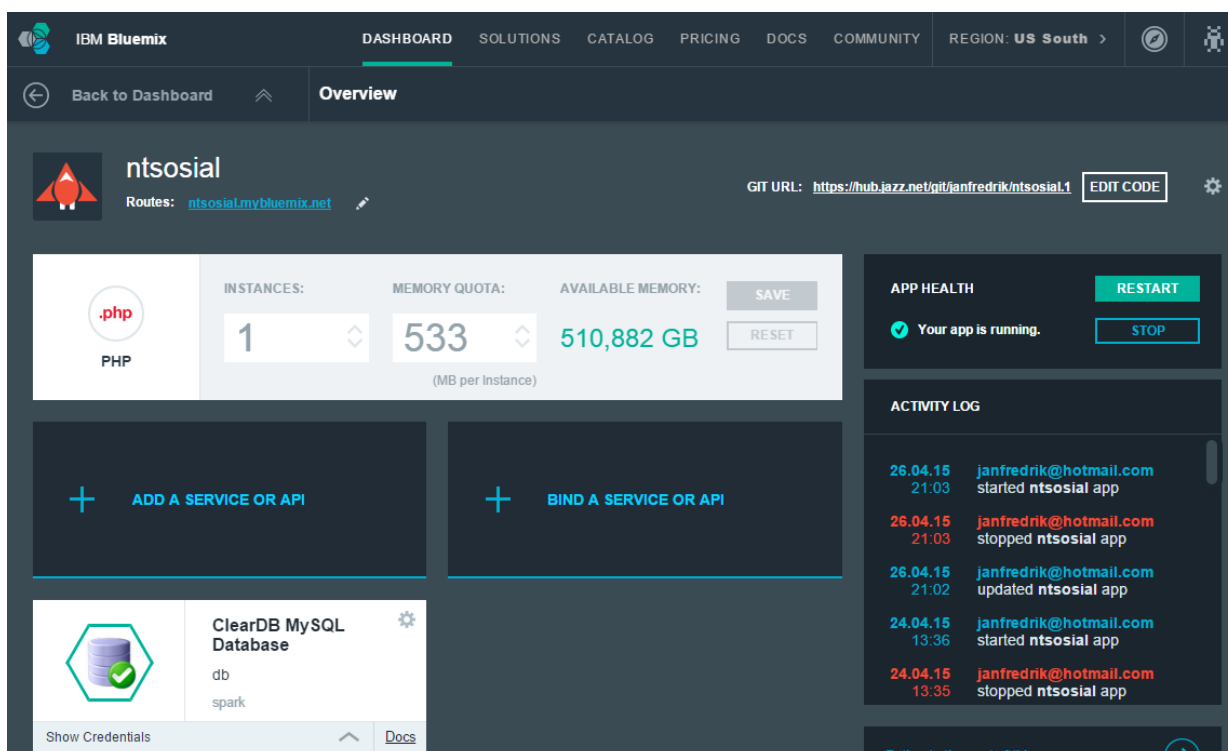 IBM Bluemix
DASHBOARD SOLUTIONS CATALOG PRICING DOCS COMMUNITY REGION: US South >
Back to Dashboard
Overview
ntsosial
Routes: ntsosial.mybluemix.net
GIT URL: https://hub.jazz.net/git/janfredrik/ntsosial.1 EDIT CODE
.php
PHP
INSTANCES:
1
MEMORY QUOTA:
533
(MB per Instance)
AVAILABLE MEMORY:
510,882 GB
SAVE
RESET
APP HEALTH
RESTART
Your app is running.
STOP
ADD A SERVICE OR API
BIND A SERVICE OR API
ACTIVITY LOG
26.04.15 janfredrik@hotmail.com
21:03 started ntsosial app
26.04.15 janfredrik@hotmail.com
21:03 stopped ntsosial app
26.04.15 janfredrik@hotmail.com
21:02 updated ntsosial app
24.04.15 janfredrik@hotmail.com
13:36 started ntsosial app
24.04.15 janfredrik@hotmail.com
13:35 stopped ntsosial app
ClearDB MySQL
Database
db
spark
Show Credentials
Docs